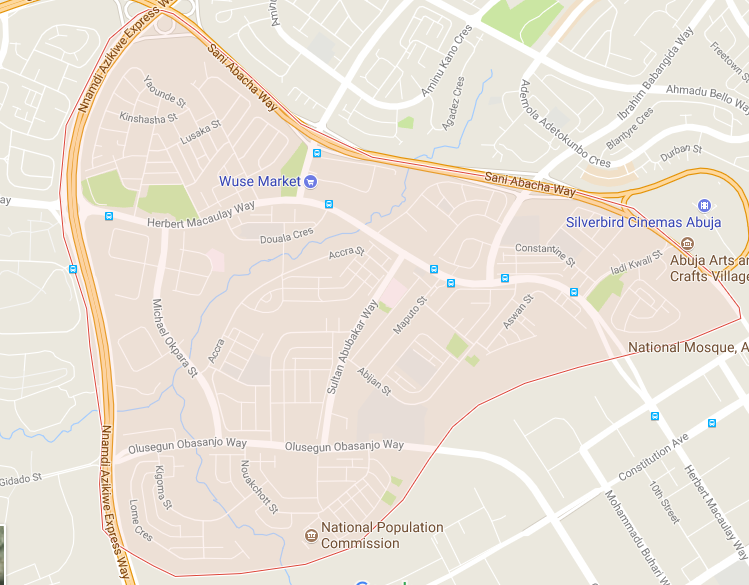 Nnamdi Azikiwe Express Way
Sani Abacha Way
Aminu Kano Cres
Agadez Cres
Ademola Adetokunbo Cres
Ibrahim Babangida Way
Freetown St
Ahmadu Bello Way
Blantyre Cres
Durban St
Yaounde St
Kinshasha St
Lusaka St
Wuse Market
Sani Abacha Way
Silverbird Cinemas Abuja
Herbert Macaulay Way
Douala Cres
Accra St
Constantine St
Iadi Kwali St
Abuja Arts an
Crafts Village
Michael Okpara St
Accra
Sultan Abubakar Way
Maputo St
Aswan St
Abijan St
National Mosque, A
Olusegun Obasanjo Way
Olusegun Obasanjo Way
Gidado St
Nnamdi Azikiwe Express Way
Kigoma St
Lome Cres
Nouakchott St
National Population
Commission
Constitution Ave
10th Street
Mohammadu Buhari W
Herbert Macaulay Way